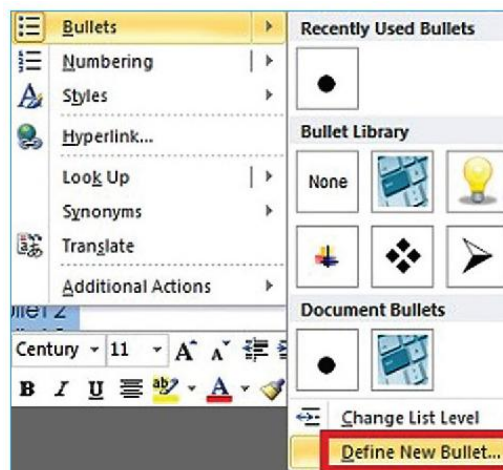 Bullets
Numbering
Styles
Hyperlink...
Look Up
Synonyms
Translate
Additional Actions
Century 11 A A
B I U ab A
Recently Used Bullets
Bullet Library
None
Document Bullets
Change List Level
Define New Bullet...